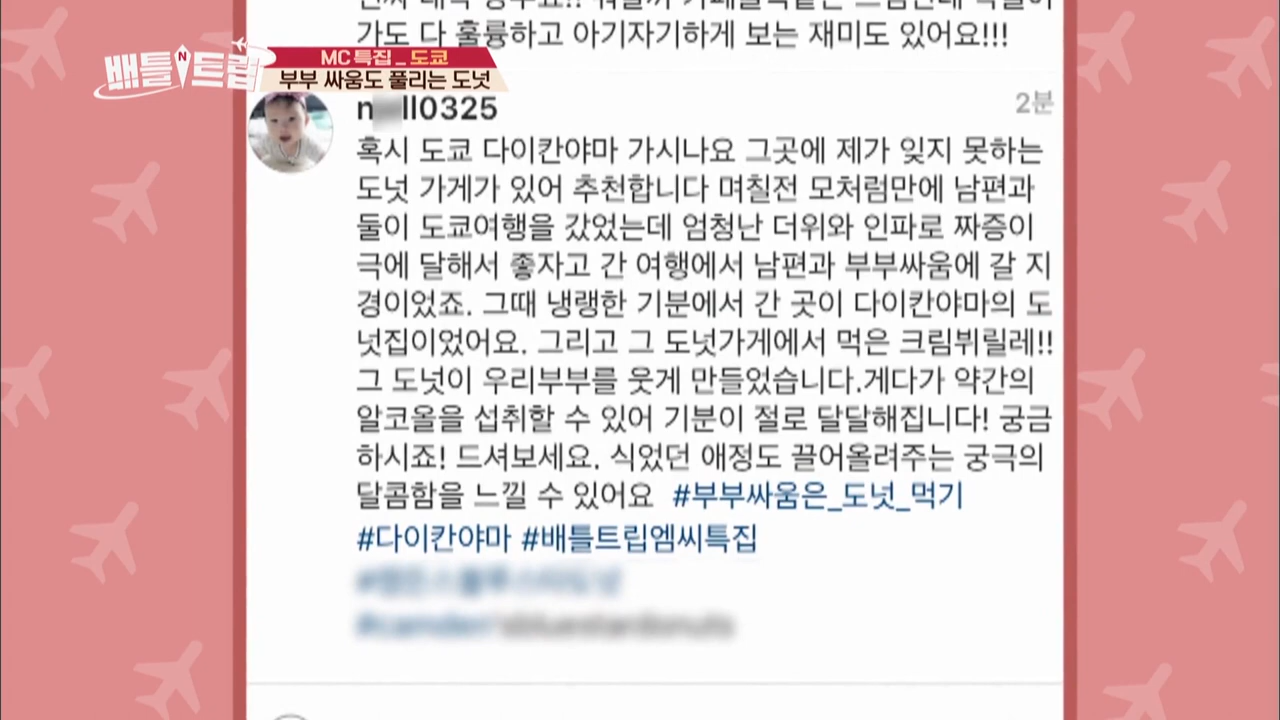 가도 다 훌륭하고 아기자기하게 보는 재미도 있어요!!!
배틀트립
MC특집_도쿄
부부 싸움도 풀리는 도넛
2분
혹시 도쿄 다이칸야마 가시나요 그곳에 제가 잊지 못하는
도넛 가게가 있어 추천합니다 며칠전 모처럼만에 남편과
둘이 도쿄여행을 갔었는데 엄청난 더위와 인파로 짜증이
극에 달해서 좋자고 간 여행에서 남편과 부부싸움에 갈 지
경이었죠. 그때 냉랭한 기분에서 간 곳이 다이칸야마의 도
넛집이었어요. 그리고 그 도넛가게에서 먹은 크림뷔릴레!!
그 도넛이 우리부부를 웃게 만들었습니다.게다가 약간의
알코올을 섭취할 수 있어 기분이 절로 달달해집니다! 궁금
하시죠! 드셔보세요. 식었던 애정도 끌어올려주는 궁극의
달콤함을 느낄 수 있어요 #부부싸움은_도넛_먹기
#다이칸야마 #배틀트립엠씨특집